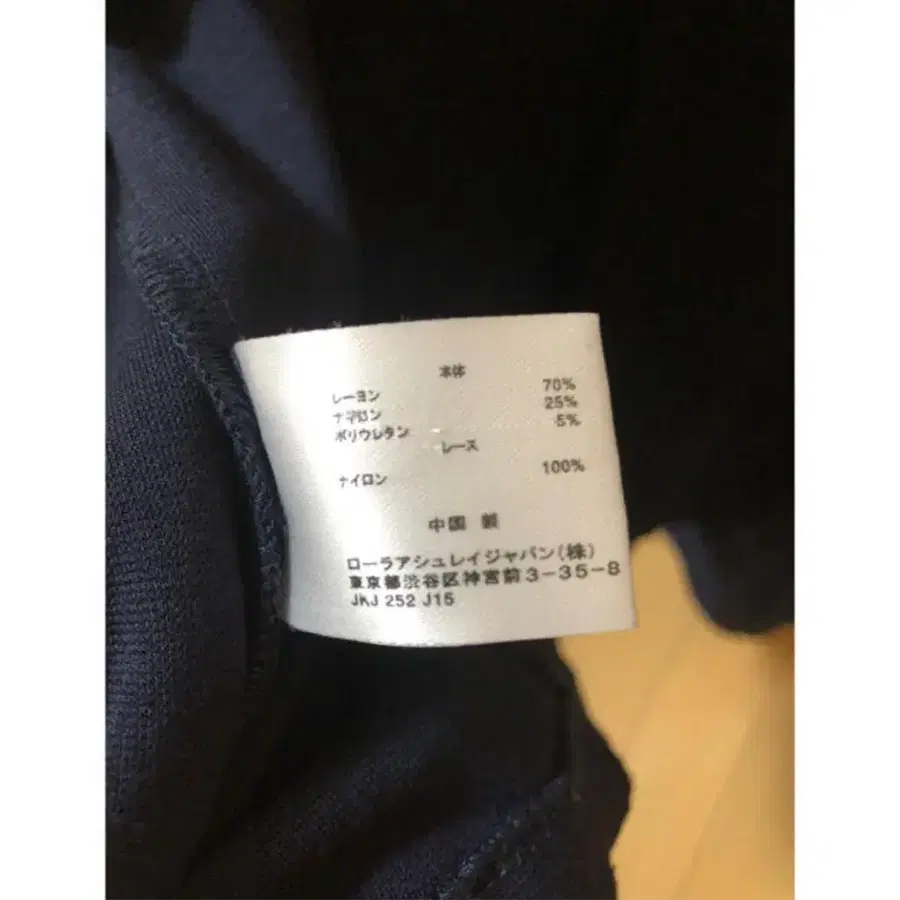 本体
レーヨン 70%
ナイロン 25%
ポリウレタン 5%
レース
ナイロン 100%
中国 製
ローラアシュレイジャパン(株)
東京都渋谷区神宮前3-35-8
JKJ 252 J15